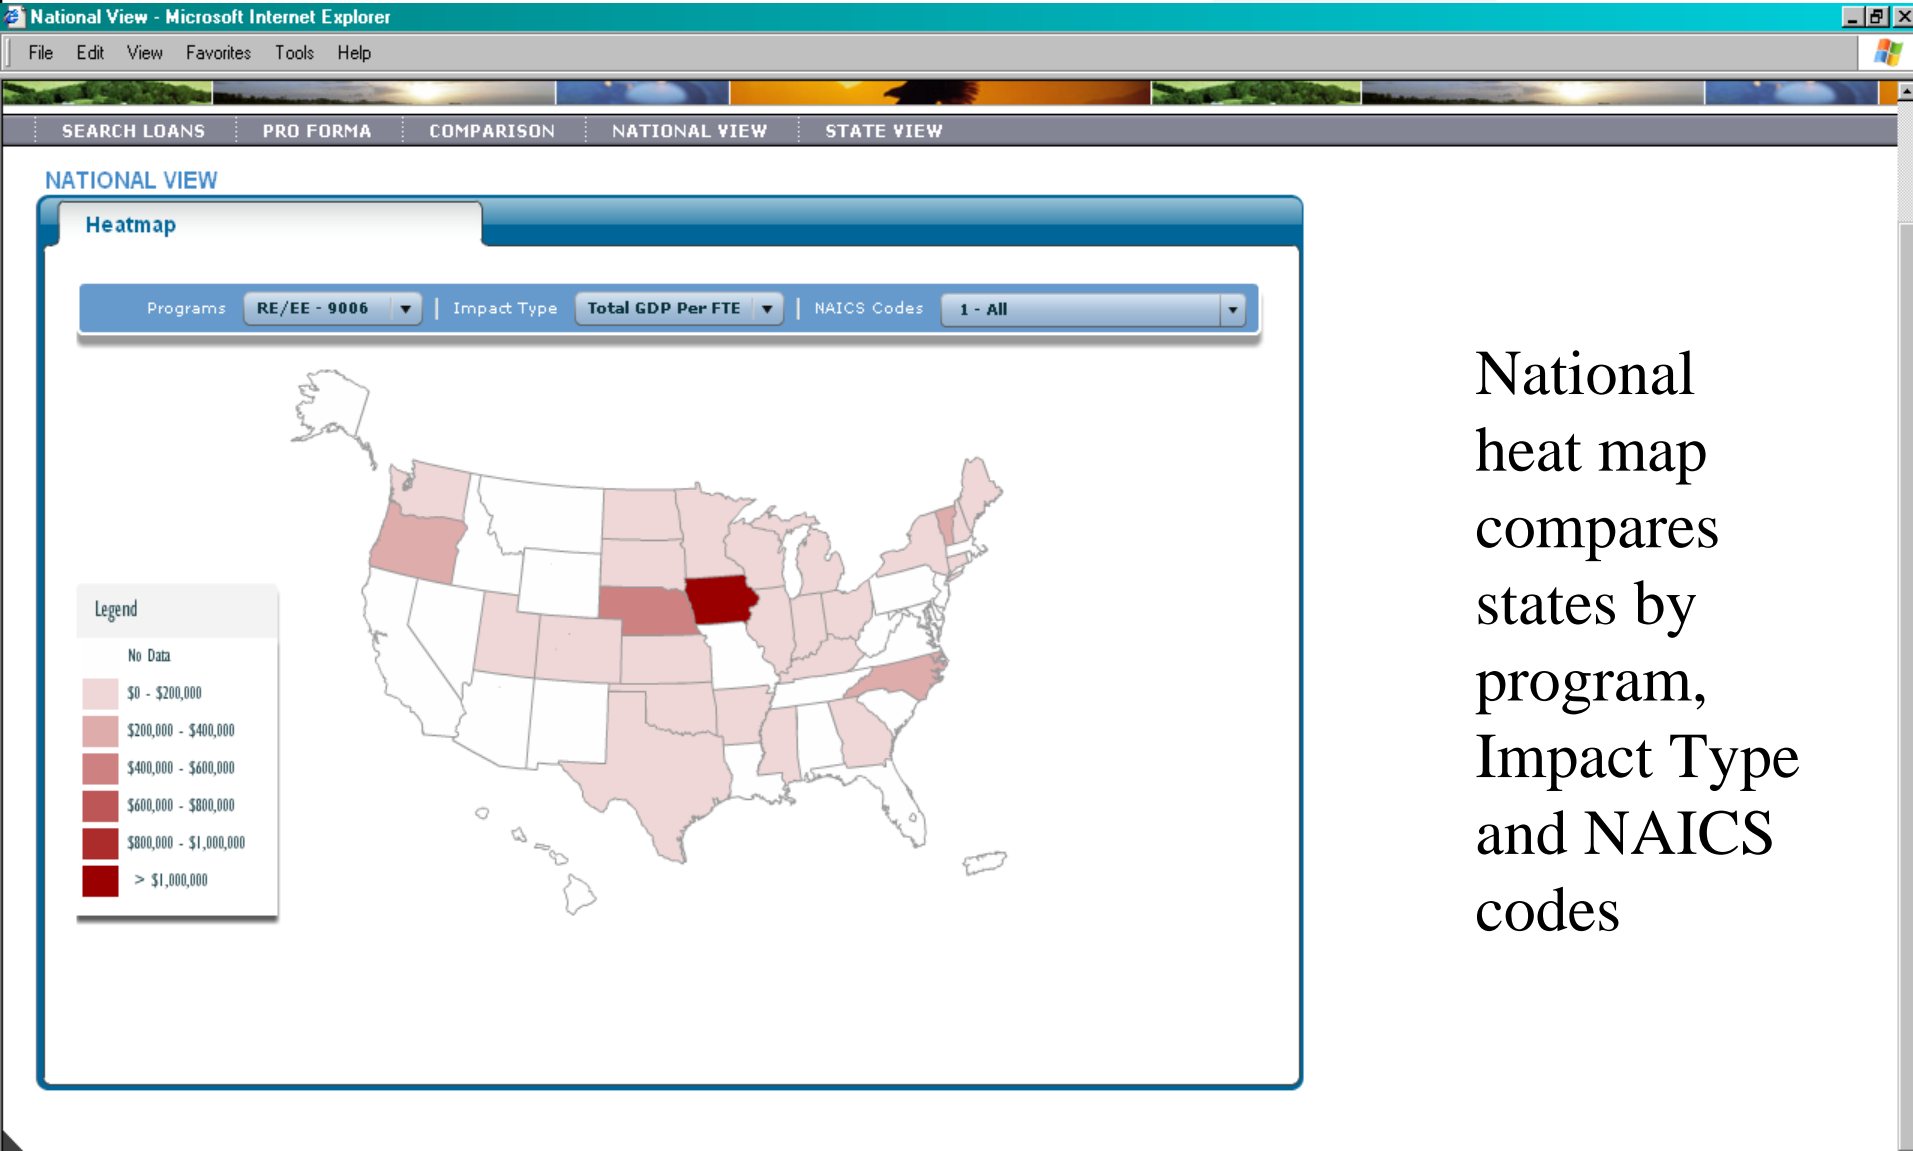 National View - Microsoft Internet Explorer
File Edit View Favorites Tools Help
SEARCH LOANS PRO FORMA COMPARISON NATIONAL VIEW STATE VIEW
NATIONAL VIEW
Heatmap
Programs RE/EE - 9006 | Impact Type Total GDP Per FTE | NAICS Codes 1 - All
Legend
No Data
$0 - $200,000
$200,000 - $400,000
$400,000 - $600,000
$600,000 - $800,000
$800,000 - $1,000,000
> $1,000,000
National
heat map
compares
states by
program,
Impact Type
and NAICS
codes